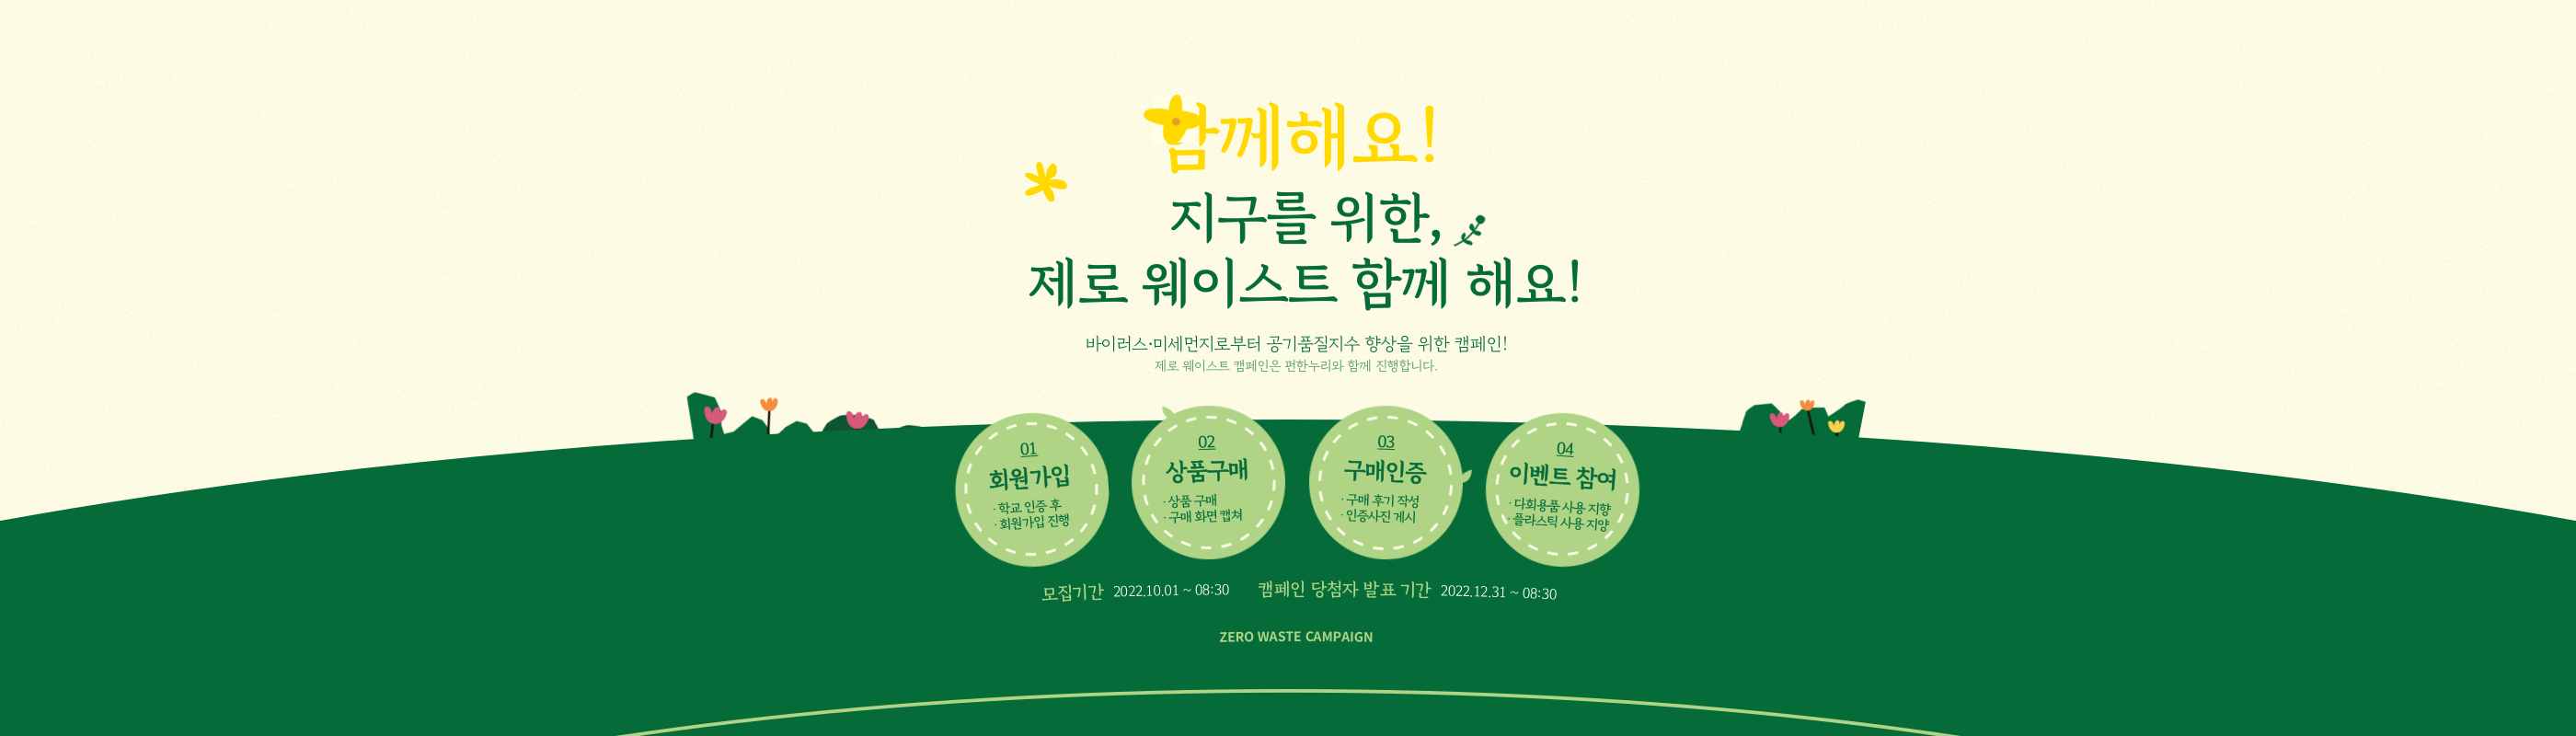 함께해요!
지구를 위한,
제로 웨이스트 함께 해요!
바이러스·미세먼지로부터 공기품질지수 향상을 위한 캠페인!
제로 웨이스트 캠페인은 편한누리와 함께 진행합니다.
01
회원가입
· 학교 인증 후
· 회원가입 진행
02
상품구매
· 상품 구매
· 구매 화면 캡쳐
03
구매인증
· 구매 후기 작성
· 인증사진 게시
04
이벤트 참여
· 다회용품 사용 지향
· 플라스틱 사용 지양
모집기간 2022.10.01 ~ 08:30 캠페인 당첨자 발표 기간 2022.12.31 ~ 08:30
ZERO WASTE CAMPAIGN